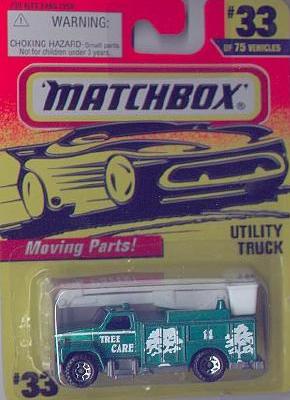 #33
WARNING:
OF 75 VEHICLES
CHOKING HAZARD-Small parts.
Not for children under 3 years.
MATCHBOX®
UTILITY
TRUCK
Moving Parts!
TREE
CARE
11
#33